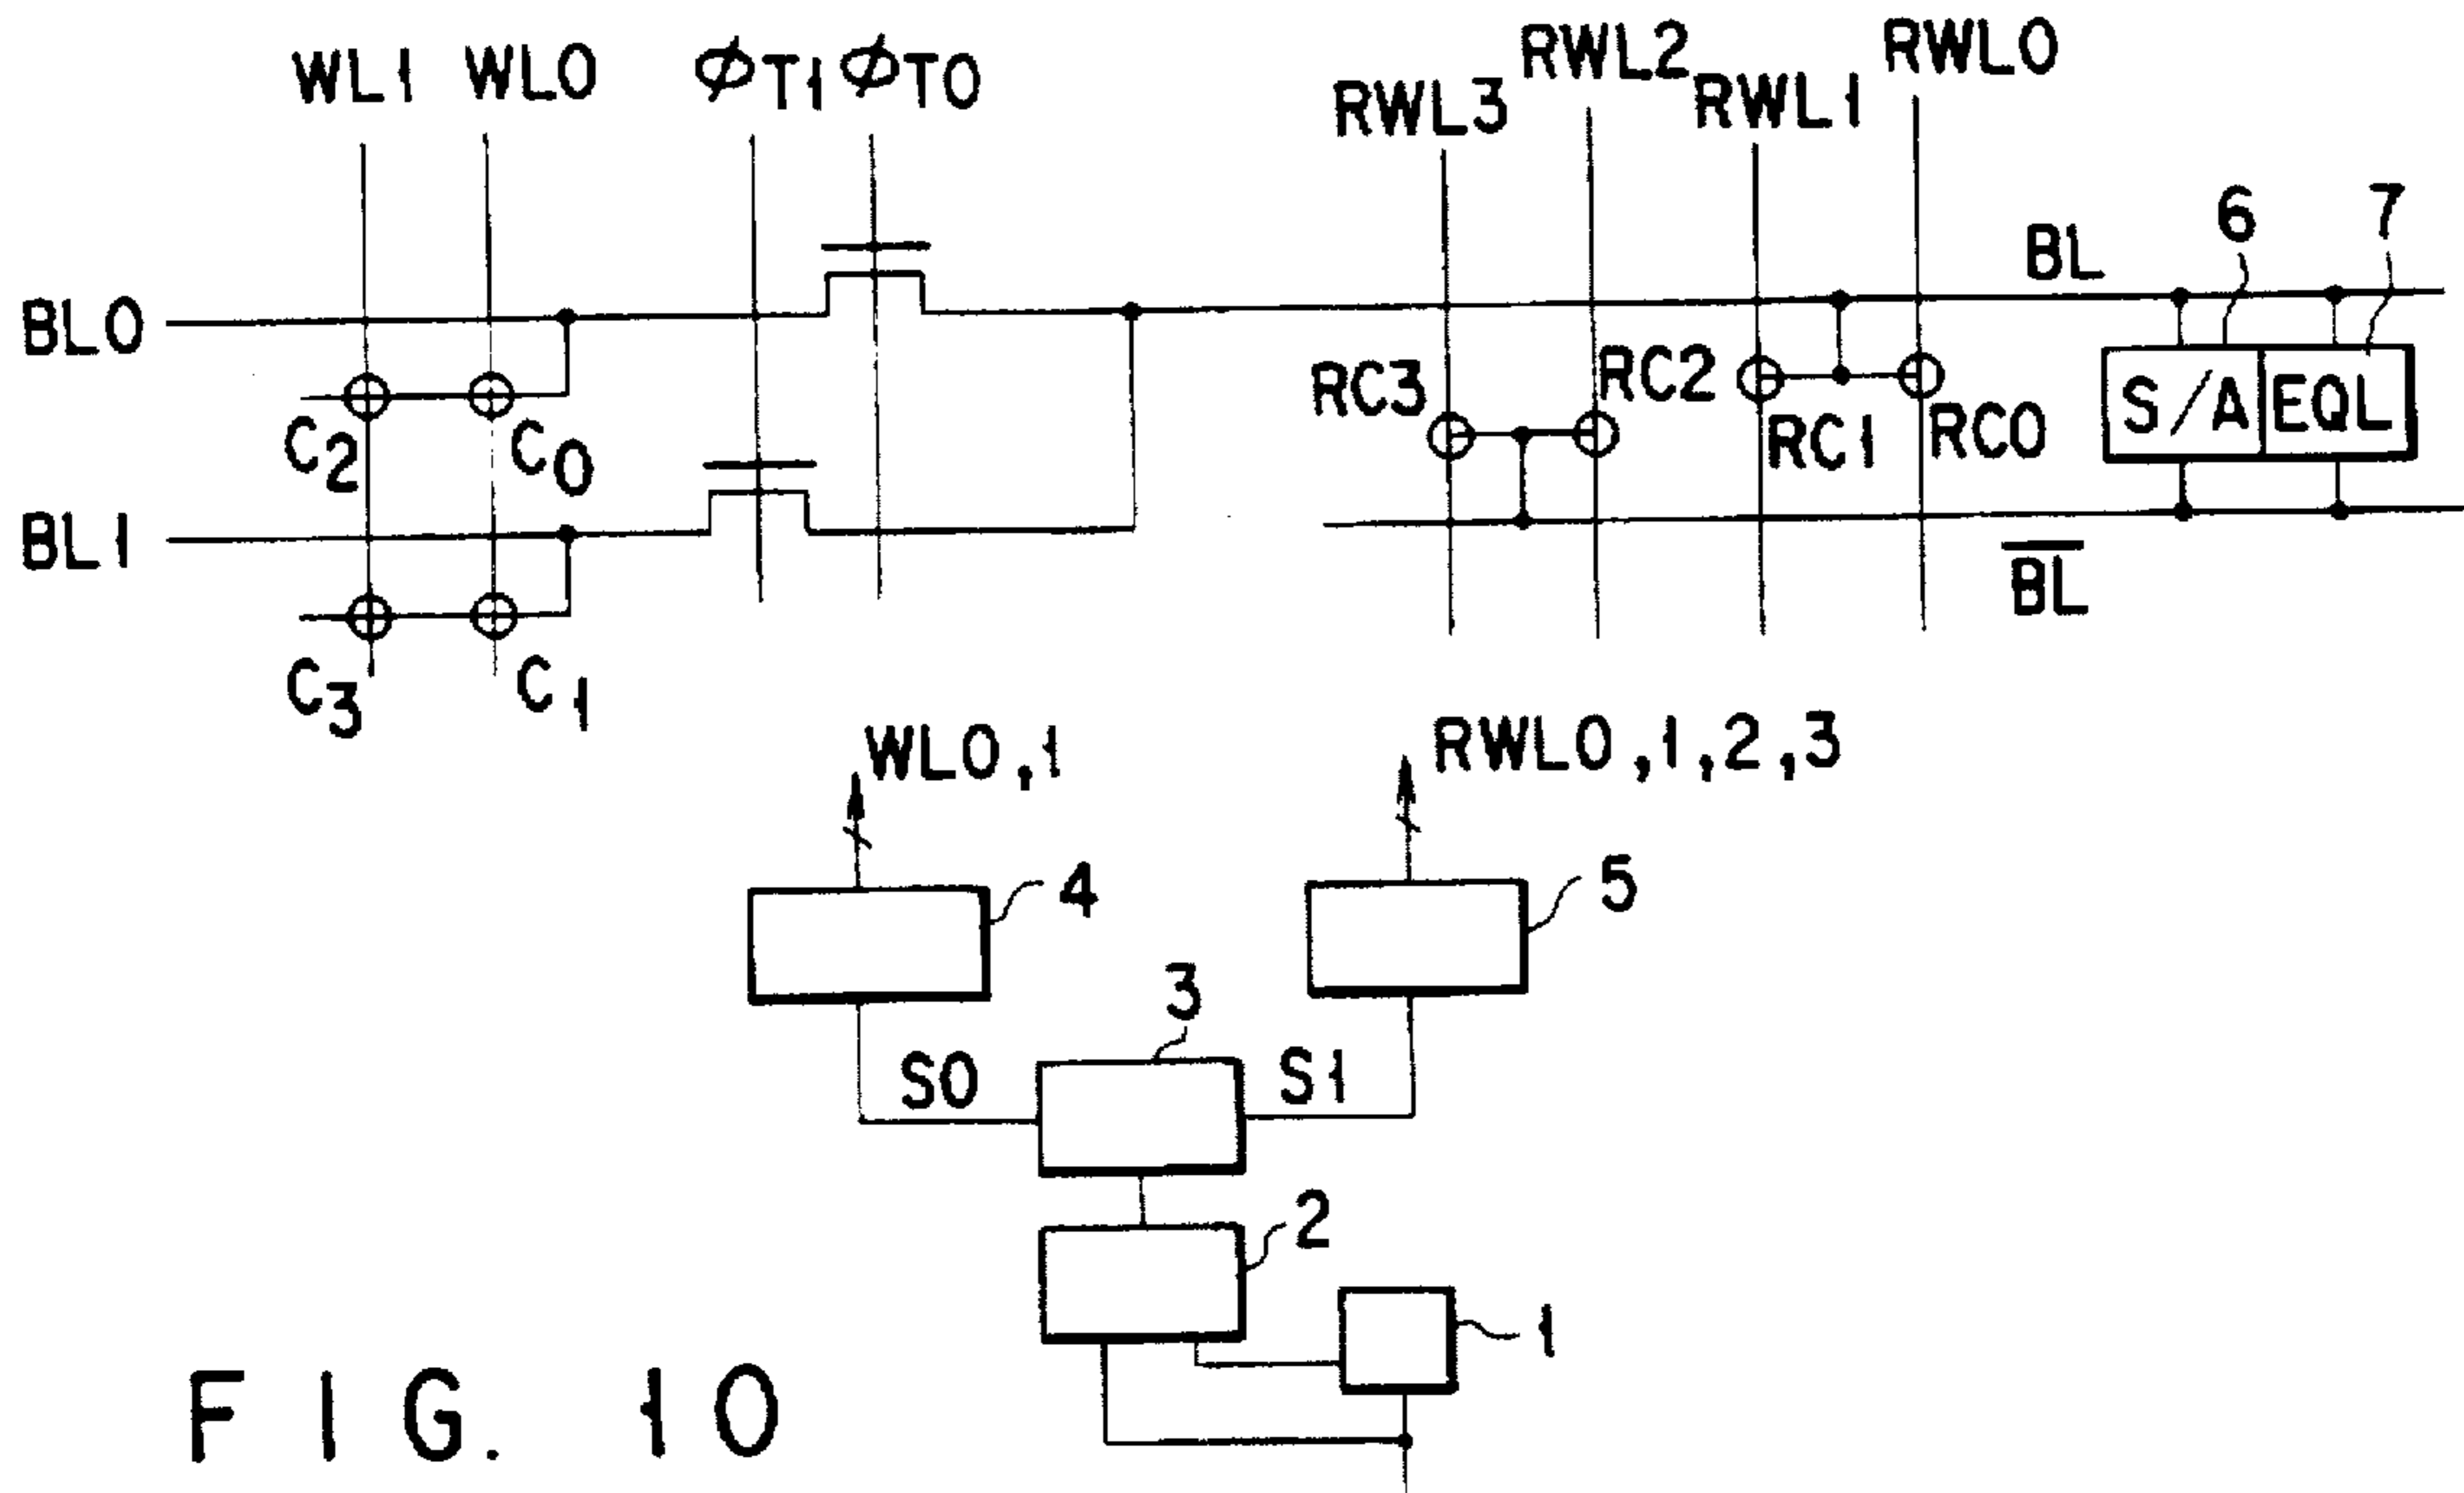 WL1 WL0 ϕT1 ϕT0 RWL3 RWL2 RWL1 RWL0
6 7
BL
BL0
RC3 RC2 RC1 RC0 S/A EQL
C2 C0
BL1
B̅L̅
C3 C1
WL0,1 RWL0,1,2,3
4 5
3
S0 S1
2
1
FIG. 10